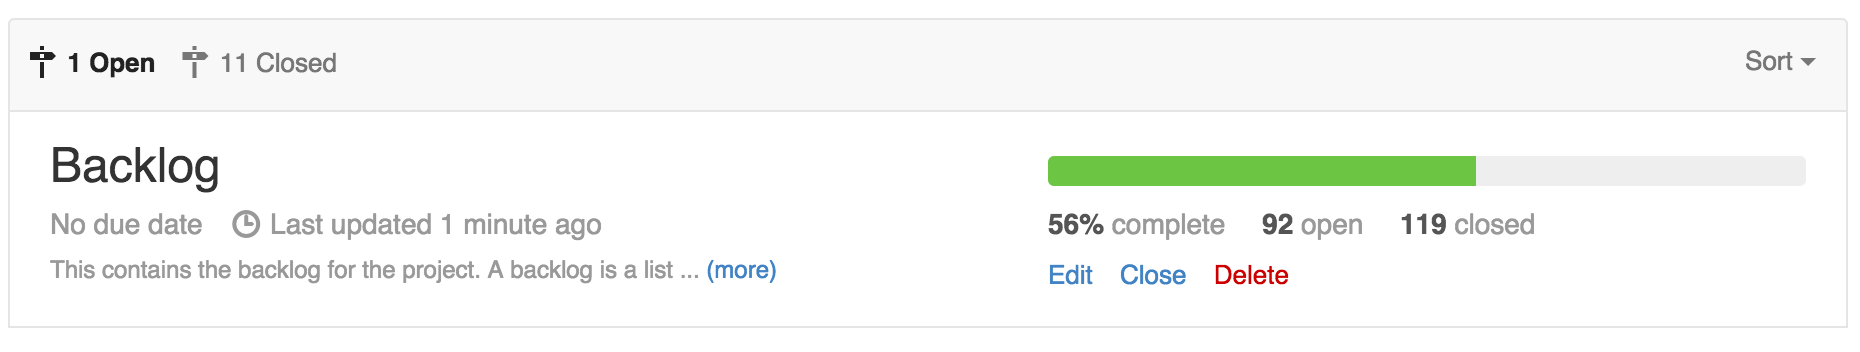 1 Open 11 Closed Sort
Backlog
No due date Last updated 1 minute ago
This contains the backlog for the project. A backlog is a list ... (more)
56% complete 92 open 119 closed
Edit Close Delete